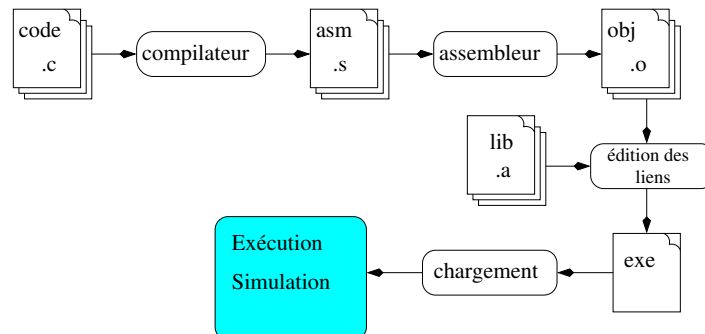 code
.c
compilateur
asm
.s
assembleur
obj
.o
lib
.a
édition des
liens
exe
chargement
Exécution
Simulation